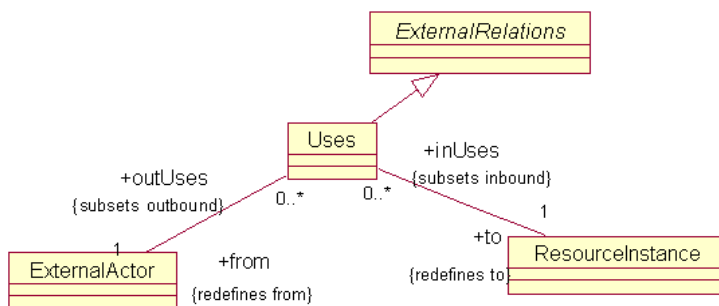 ExternalRelations
Uses
+outUses
+inUses
{subsets outbound}
0..*
0..*
{subsets inbound}
1
1
+from
+to
ExternalActor
ResourceInstance
{redefines from}
{redefines to}